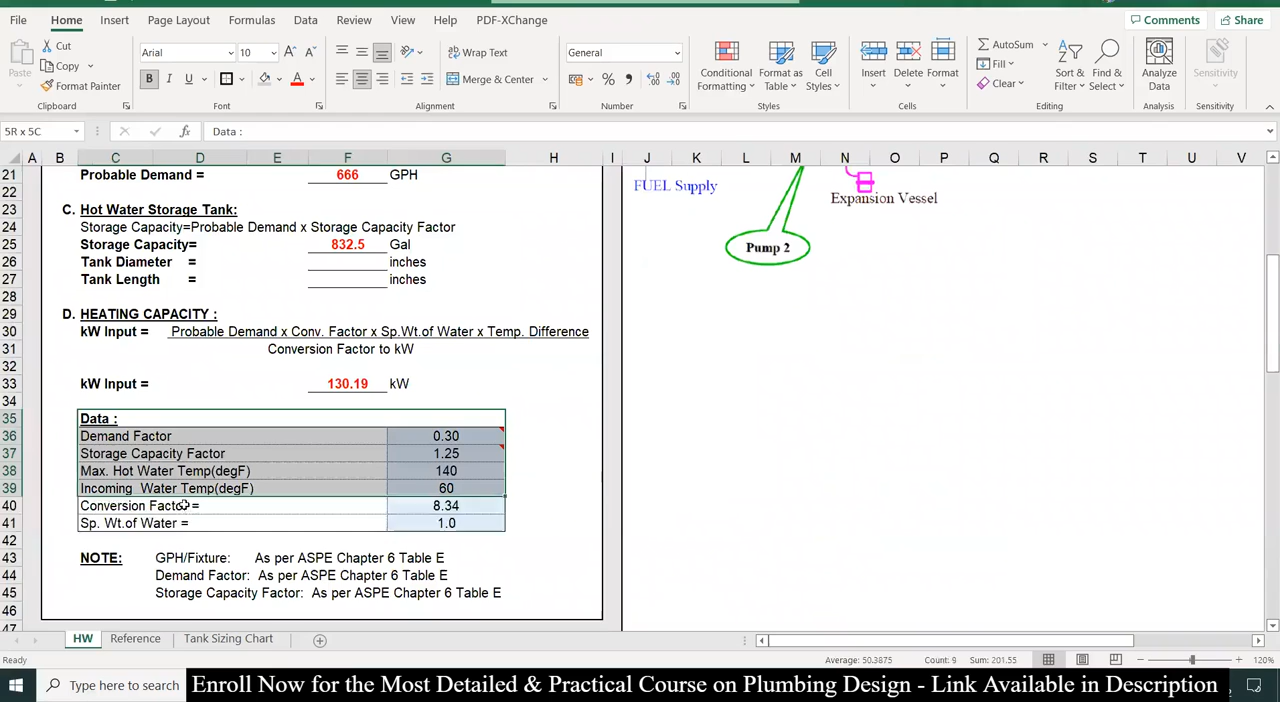 File Home Insert Page Layout Formulas Data Review View Help PDF-XChange Comments Share
Paste Cut Copy Format Painter Clipboard
Arial 10 B I U A Font
Wrap Text Merge & Center Alignment
General % Number
Conditional Formatting Format as Table Cell Styles Styles
Insert Delete Format Cells
AutoSum Fill Clear Sort & Filter Find & Select Editing
Analyze Data Analysis
Sensitivity Sensitivity
5R x 5C fx Data :
A B C D E F G H I J K L M N O P Q R S T U V
21 Probable Demand = 666 GPH
22
23 C. Hot Water Storage Tank:
24 Storage Capacity=Probable Demand x Storage Capacity Factor
25 Storage Capacity= 832.5 Gal
26 Tank Diameter = inches
27 Tank Length = inches
28
29 D. HEATING CAPACITY :
30 kW Input = Probable Demand x Conv. Factor x Sp.Wt.of Water x Temp. Difference
31 Conversion Factor to kW
32
33 kW Input = 130.19 kW
34
35 Data :
36 Demand Factor 0.30
37 Storage Capacity Factor 1.25
38 Max. Hot Water Temp(degF) 140
39 Incoming Water Temp(degF) 60
40 Conversion Factor = 8.34
41 Sp. Wt.of Water = 1.0
42
43 NOTE: GPH/Fixture: As per ASPE Chapter 6 Table E
44 Demand Factor: As per ASPE Chapter 6 Table E
45 Storage Capacity Factor: As per ASPE Chapter 6 Table E
46
47
FUEL Supply
Expansion Vessel
Pump 2
HW Reference Tank Sizing Chart
Ready Average: 50.3875 Count: 9 Sum: 201.55 120%
Type here to search
Enroll Now for the Most Detailed & Practical Course on Plumbing Design - Link Available in Description